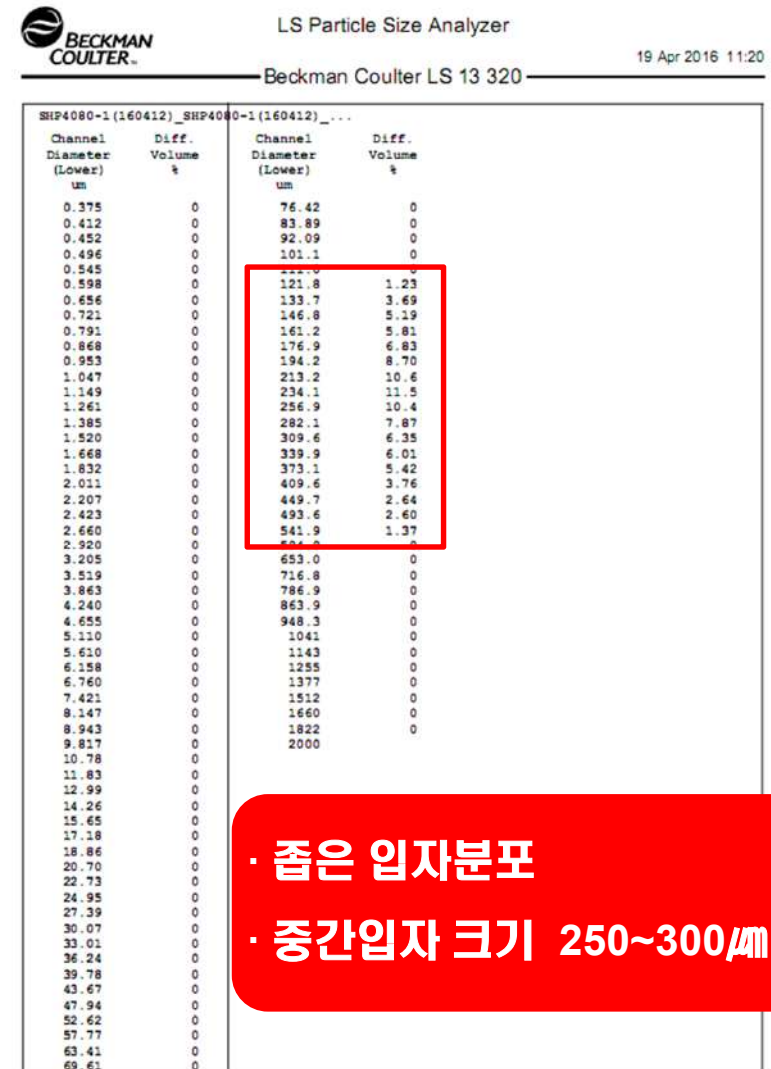 BECKMAN
COULTER™
LS Particle Size Analyzer
19 Apr 2016 11:20
Beckman Coulter LS 13 320
SHP4080-1(160412)_SHP4080-1(160412)_...
Channel Diff. Channel Diff.
Diameter Volume Diameter Volume
(Lower) % (Lower) %
um um
0.375 0 76.42 0
0.412 0 83.89 0
0.452 0 92.09 0
0.496 0 101.1 0
0.545 0
0.598 0 121.8 1.23
0.656 0 133.7 3.69
0.721 0 146.8 5.19
0.791 0 161.2 5.81
0.868 0 176.9 6.83
0.953 0 194.2 8.70
1.047 0 213.2 10.6
1.149 0 234.1 11.5
1.261 0 256.9 10.4
1.385 0 282.1 7.87
1.520 0 309.6 6.35
1.668 0 339.9 6.01
1.832 0 373.1 5.42
2.011 0 409.6 3.76
2.207 0 449.7 2.64
2.423 0 493.6 2.60
2.660 0 541.9 1.37
2.920 0
3.205 0 653.0 0
3.519 0 716.8 0
3.863 0 786.9 0
4.240 0 863.9 0
4.655 0 948.3 0
5.110 0 1041 0
5.610 0 1143 0
6.158 0 1255 0
6.760 0 1377 0
7.421 0 1512 0
8.147 0 1660 0
8.943 0 1822 0
9.817 0 2000
10.78 0
11.83 0
12.99 0
14.26 0
15.65 0
17.18 0
18.86 0
20.70 0
22.73 0
24.95 0
27.39 0
30.07 0
33.01 0
36.24 0
39.78 0
43.67 0
47.94 0
52.62 0
57.77 0
63.41 0
69.61 0
· 좁은 입자분포
· 중간입자 크기 250~300㎛